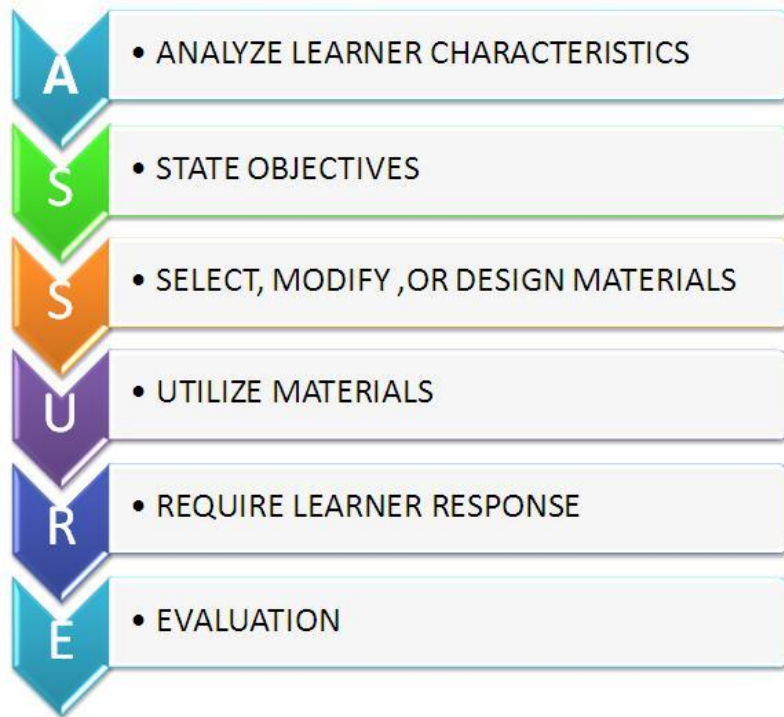 A • ANALYZE LEARNER CHARACTERISTICS
S • STATE OBJECTIVES
S • SELECT, MODIFY ,OR DESIGN MATERIALS
U • UTILIZE MATERIALS
R • REQUIRE LEARNER RESPONSE
E • EVALUATION